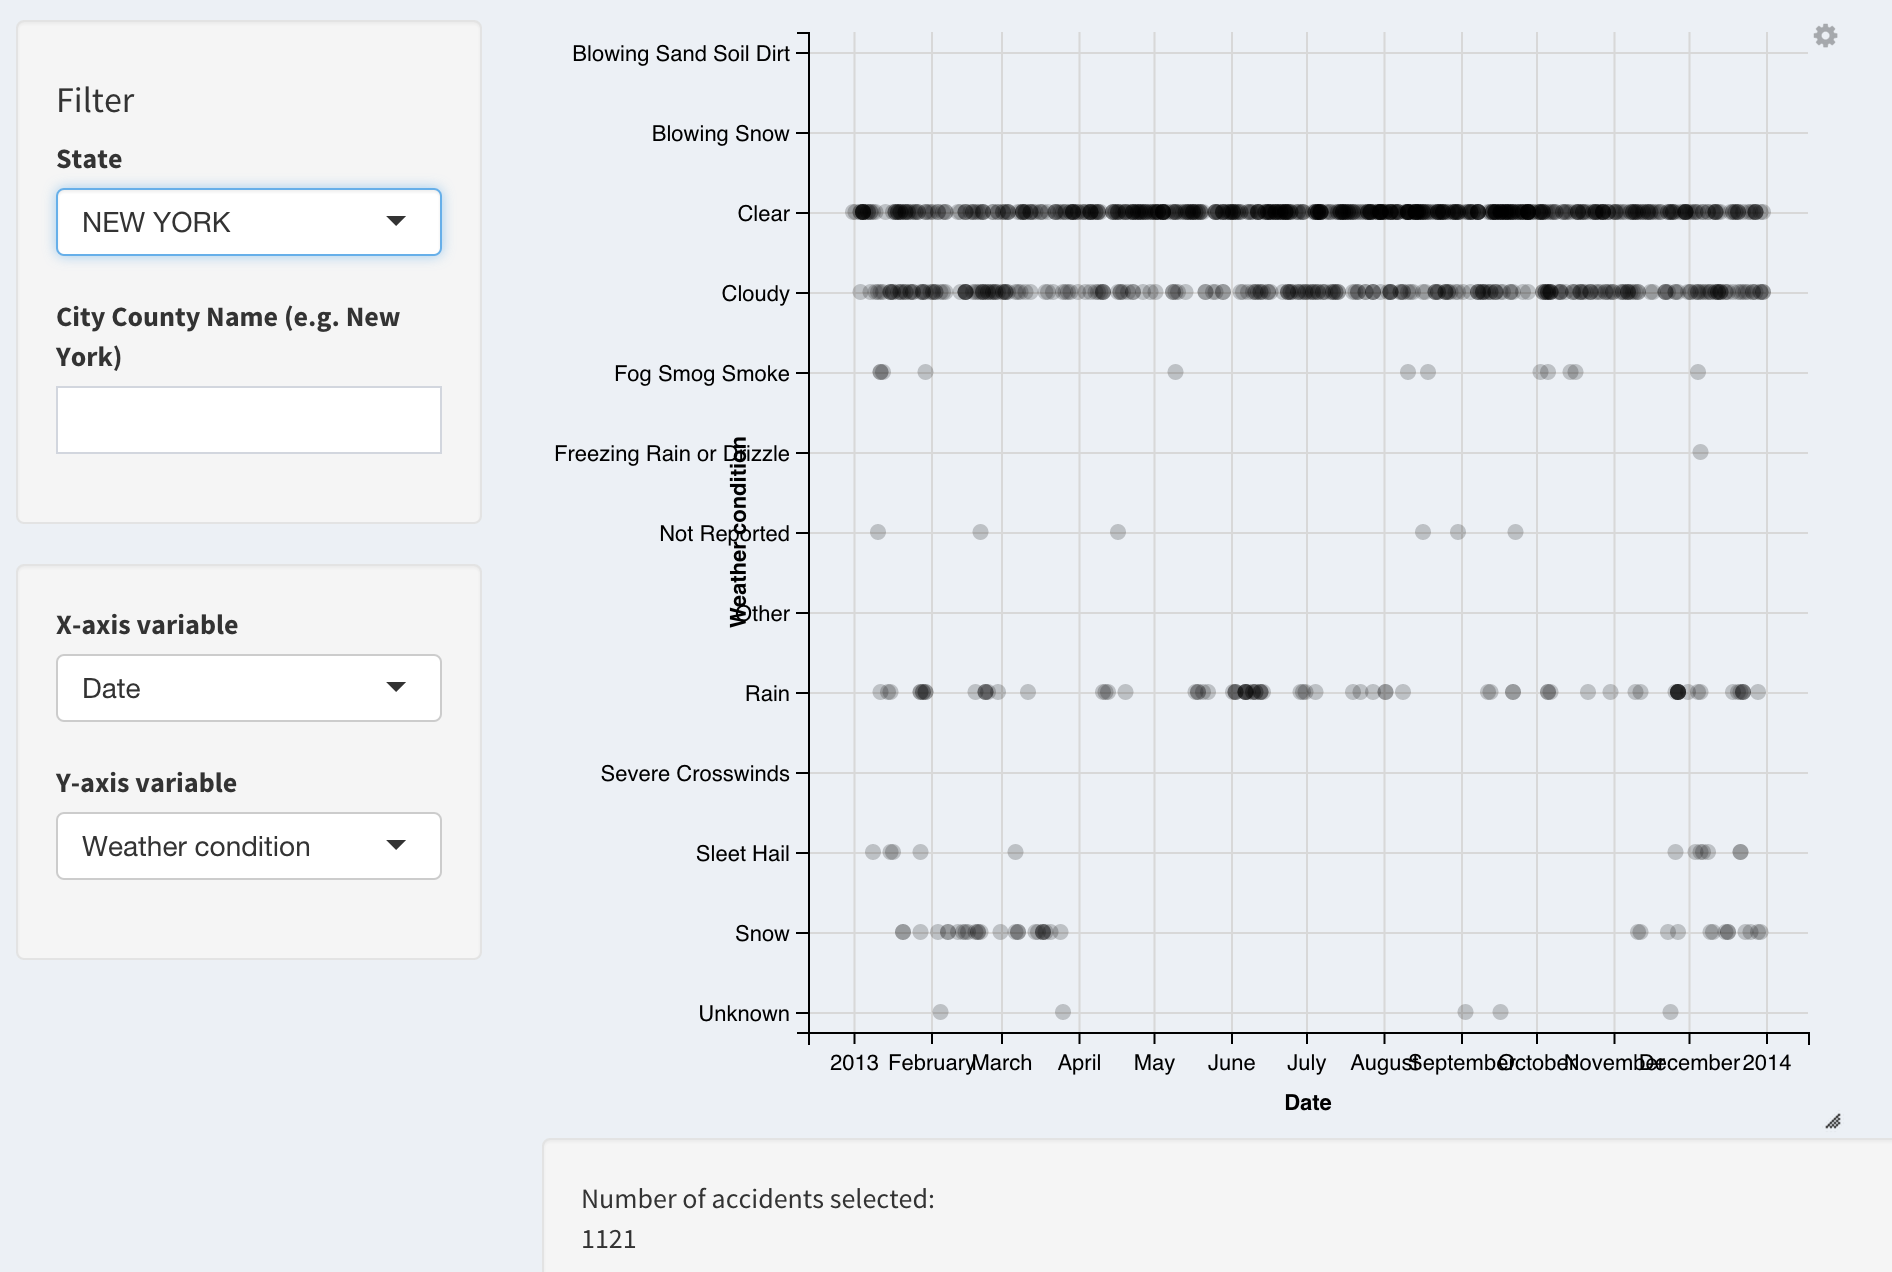 Filter
State
NEW YORK
City County Name (e.g. New
York)
X-axis variable
Date
Y-axis variable
Weather condition
Blowing Sand Soil Dirt
Blowing Snow
Clear
Cloudy
Fog Smog Smoke
Freezing Rain or Drizzle
Not Reported
Other
Rain
Severe Crosswinds
Sleet Hail
Snow
Unknown
Weather condition
2013 February March April May June July August September October November December 2014
Date
Number of accidents selected:
1121